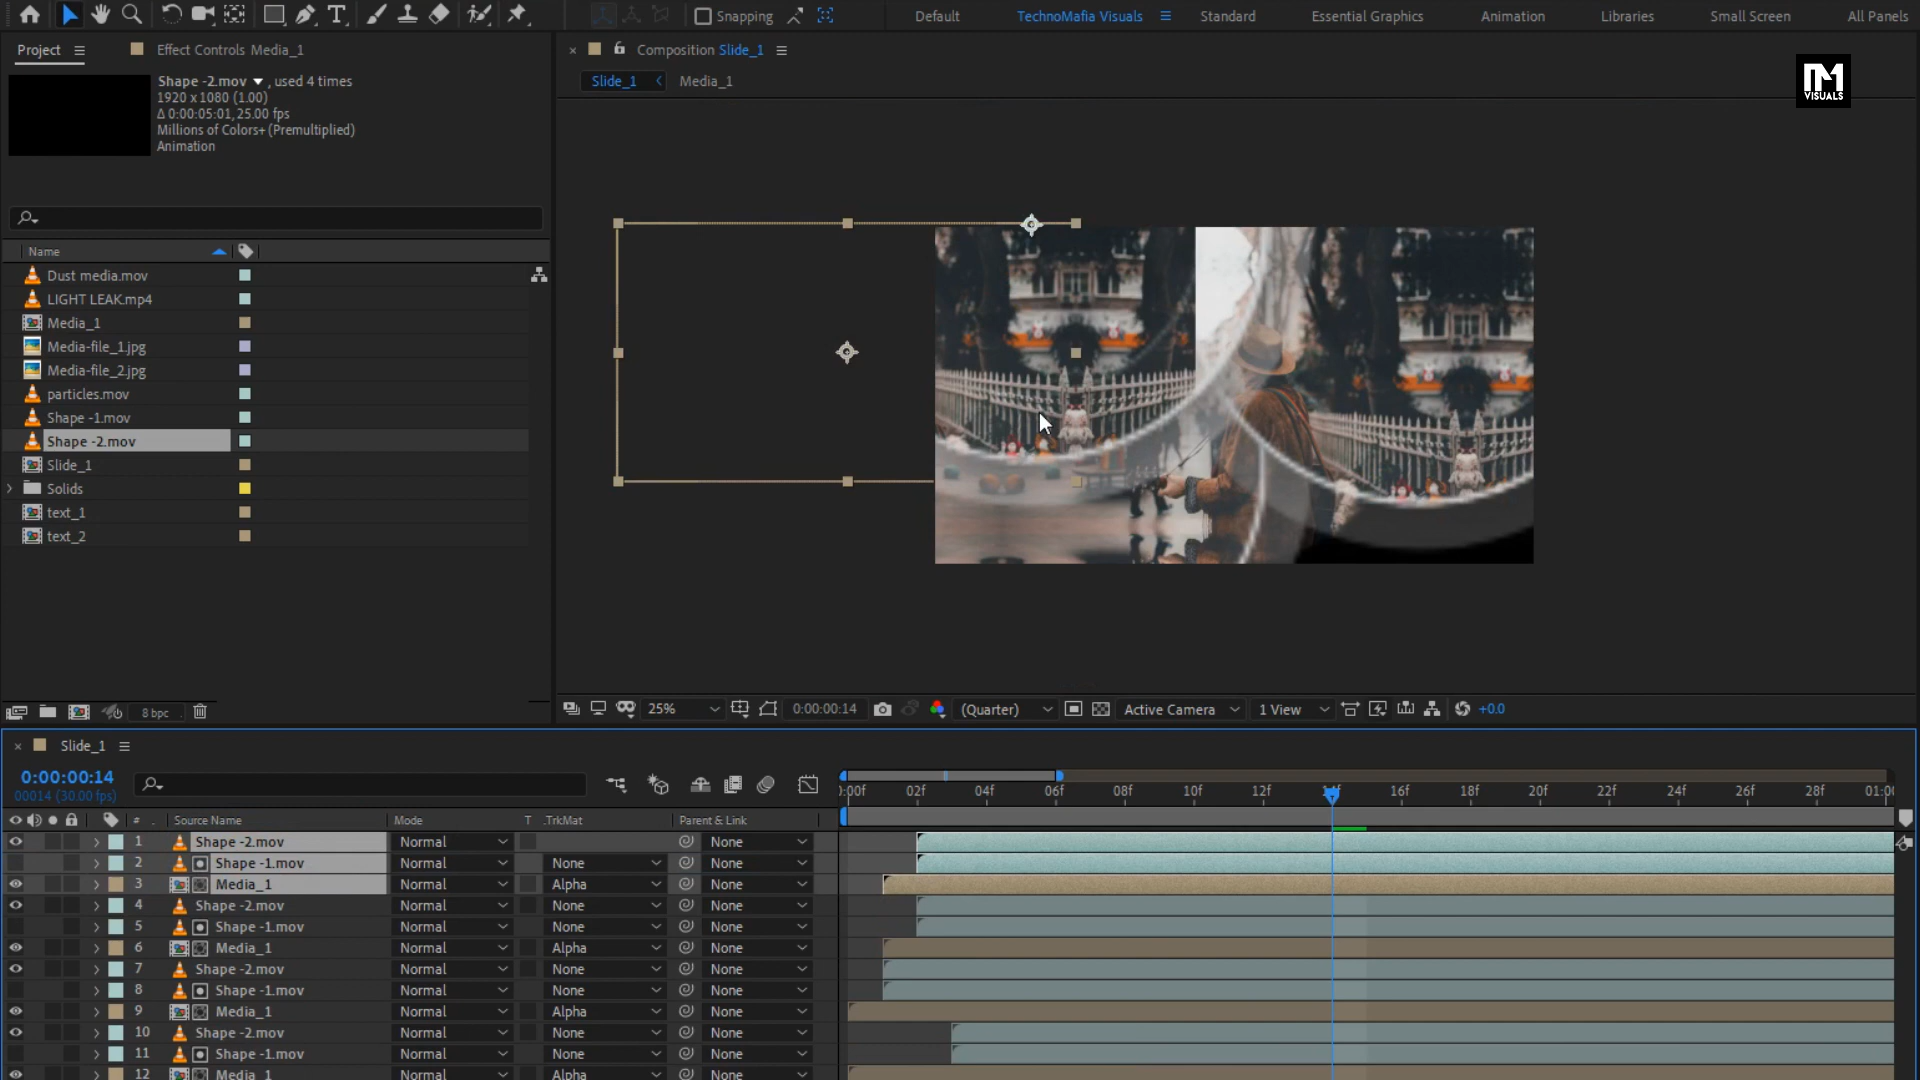 Snapping
Default
TechnoMafia Visuals
Standard
Essential Graphics
Animation
Libraries
Small Screen
All Panels
Project
Effect Controls Media_1
Composition Slide_1
Shape -2.mov , used 4 times
1920 x 1080 (1.00)
Δ 0:00:05:01, 25.00 fps
Millions of Colors+ (Premultiplied)
Animation
Slide_1
Media_1
VISUALS
Name
Dust media.mov
LIGHT LEAK.mp4
Media_1
Media-file_1.jpg
Media-file_2.jpg
particles.mov
Shape -1.mov
Shape -2.mov
Slide_1
Solids
text_1
text_2
8 bpc
25%
0:00:00:14
(Quarter)
Active Camera
1 View
+0.0
Slide_1
0:00:00:14
00014 (30.00 fps)
:00f 02f 04f 06f 08f 10f 12f 14f 16f 18f 20f 22f 24f 26f 28f 01:00
# Source Name Mode T .TrkMat Parent & Link
1 Shape -2.mov Normal None
2 Shape -1.mov Normal None None
3 Media_1 Normal Alpha None
4 Shape -2.mov Normal None None
5 Shape -1.mov Normal None None
6 Media_1 Normal Alpha None
7 Shape -2.mov Normal None None
8 Shape -1.mov Normal None None
9 Media_1 Normal Alpha None
10 Shape -2.mov Normal None None
11 Shape -1.mov Normal None None
12 Media_1 Normal Alpha None